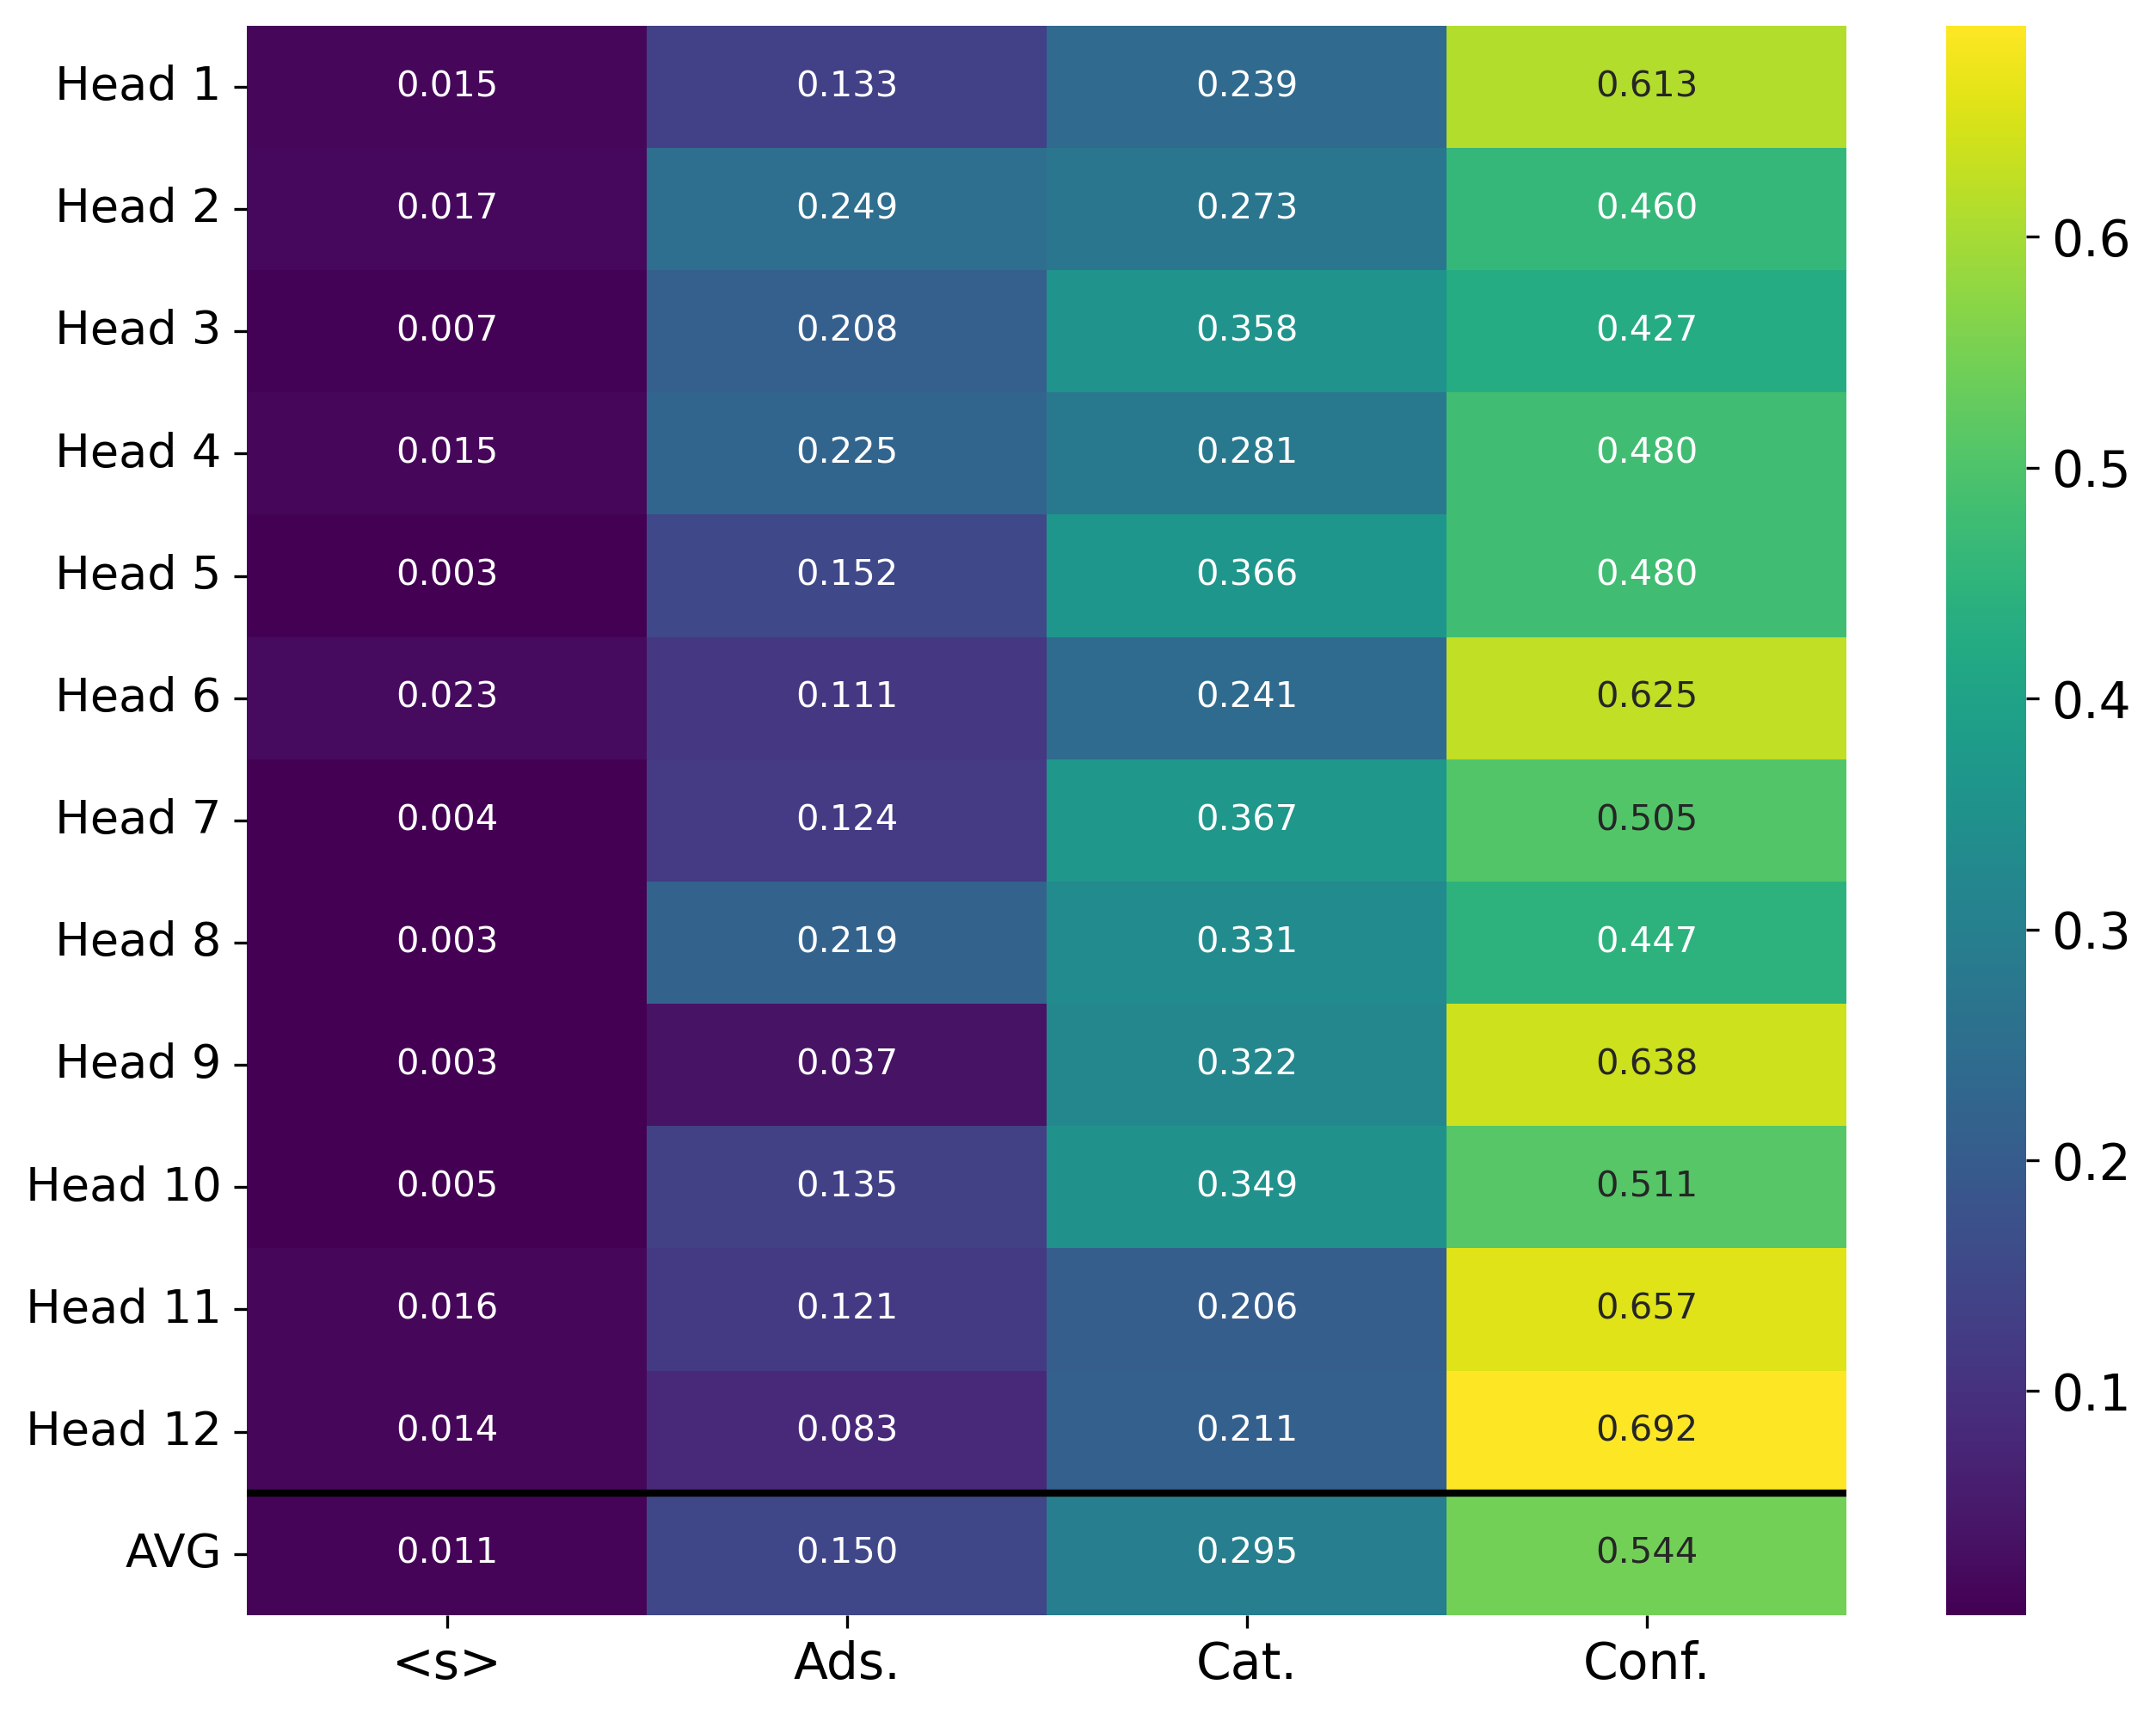 Head 1 0.015 0.133 0.239 0.613
Head 2 0.017 0.249 0.273 0.460
Head 3 0.007 0.208 0.358 0.427
Head 4 0.015 0.225 0.281 0.480
Head 5 0.003 0.152 0.366 0.480
Head 6 0.023 0.111 0.241 0.625
Head 7 0.004 0.124 0.367 0.505
Head 8 0.003 0.219 0.331 0.447
Head 9 0.003 0.037 0.322 0.638
Head 10 0.005 0.135 0.349 0.511
Head 11 0.016 0.121 0.206 0.657
Head 12 0.014 0.083 0.211 0.692
AVG 0.011 0.150 0.295 0.544
<s> Ads. Cat. Conf.
0.6
0.5
0.4
0.3
0.2
0.1